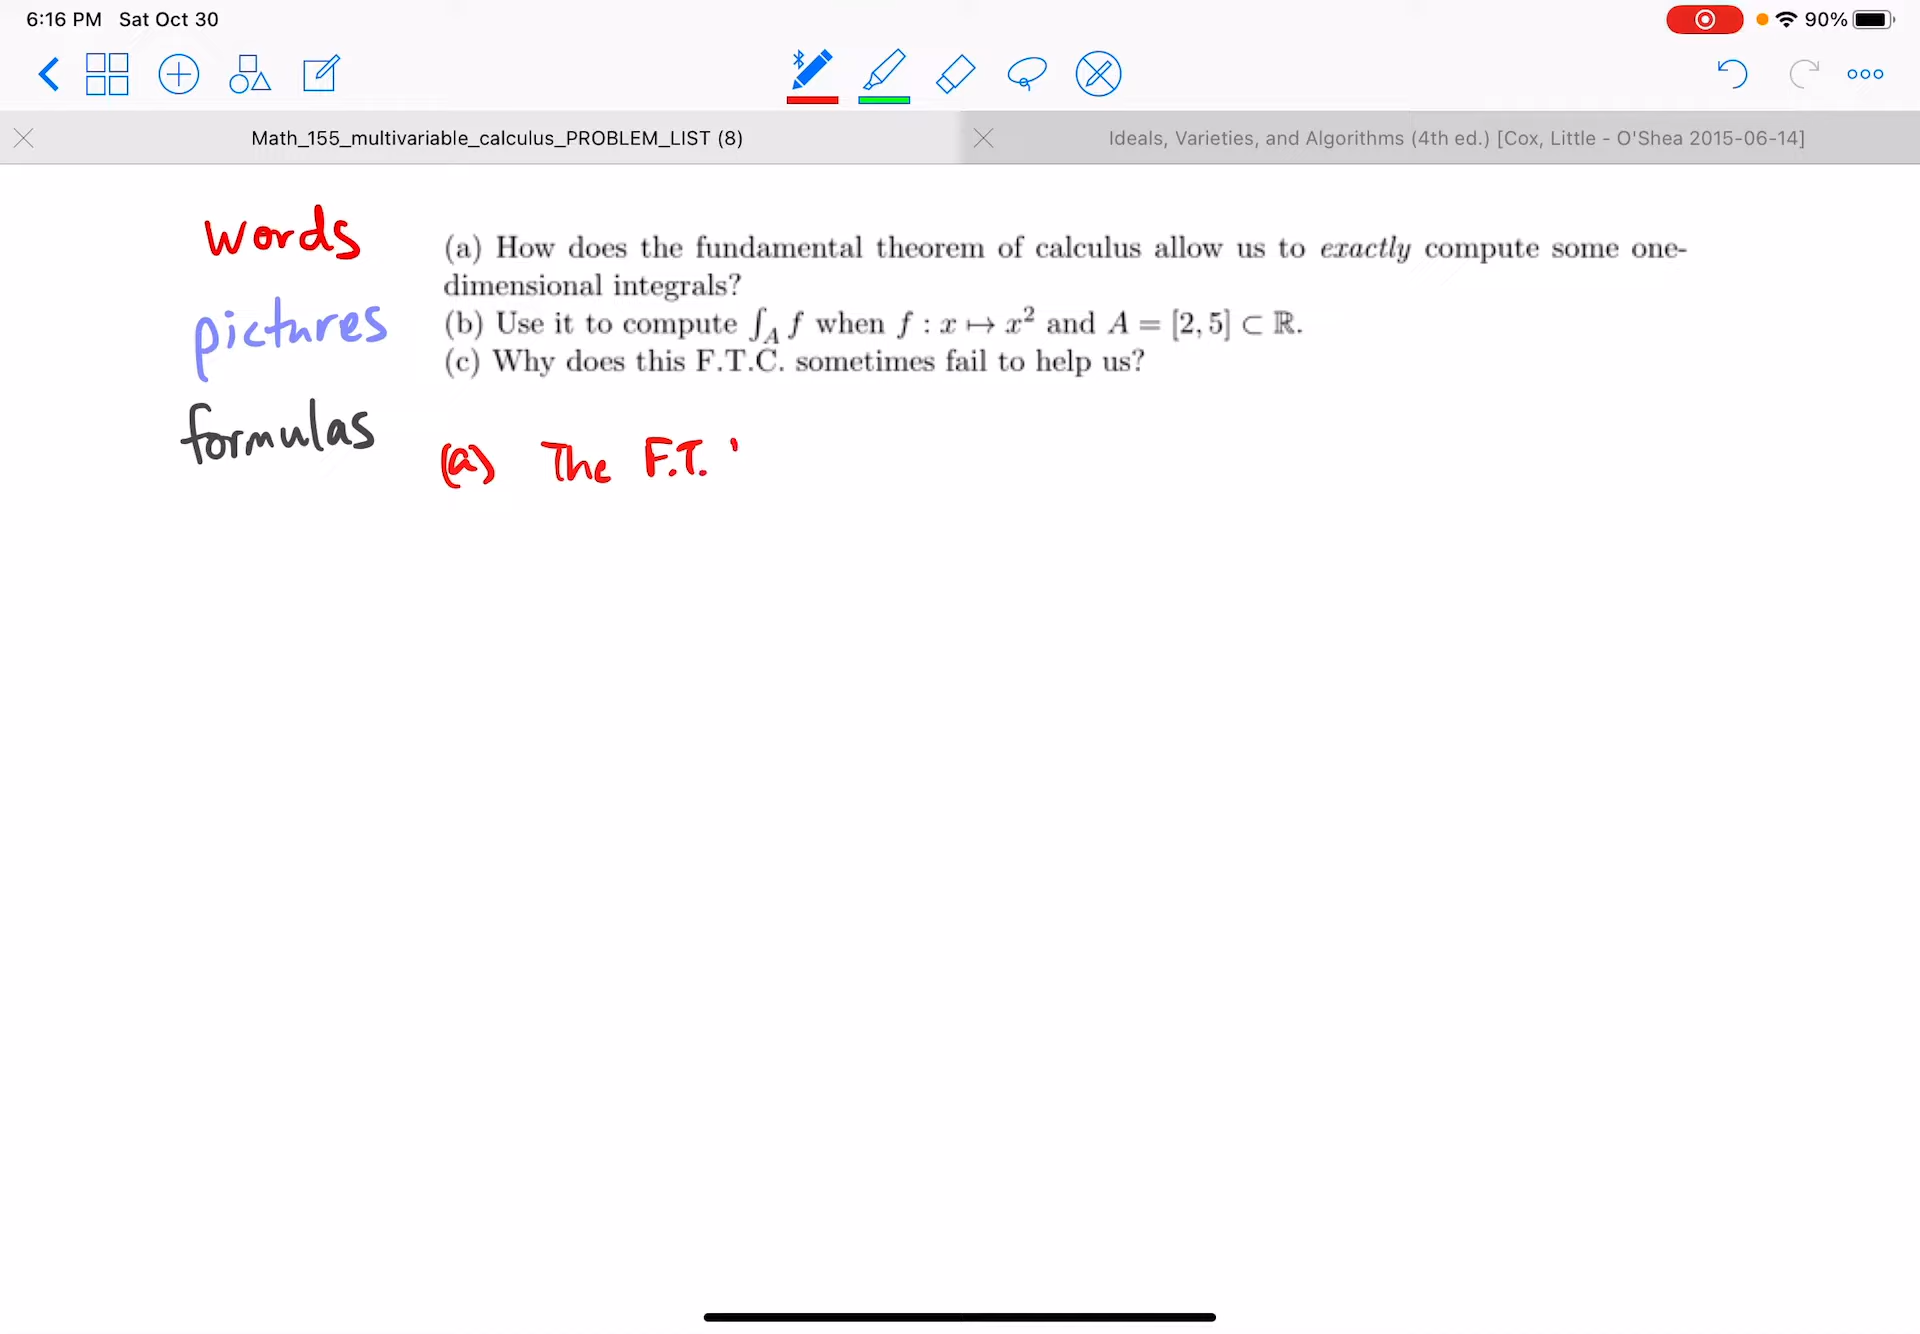 6:16 PM Sat Oct 30
90%
Math_155_multivariable_calculus_PROBLEM_LIST (8)
Ideals, Varieties, and Algorithms (4th ed.) [Cox, Little - O'Shea 2015-06-14]
words
pictures
formulas
(a) How does the fundamental theorem of calculus allow us to exactly compute some one-
dimensional integrals?
(b) Use it to compute ∫_A f when f : x ↦ x² and A = [2, 5] ⊂ ℝ.
(c) Why does this F.T.C. sometimes fail to help us?
(a) The F.T.